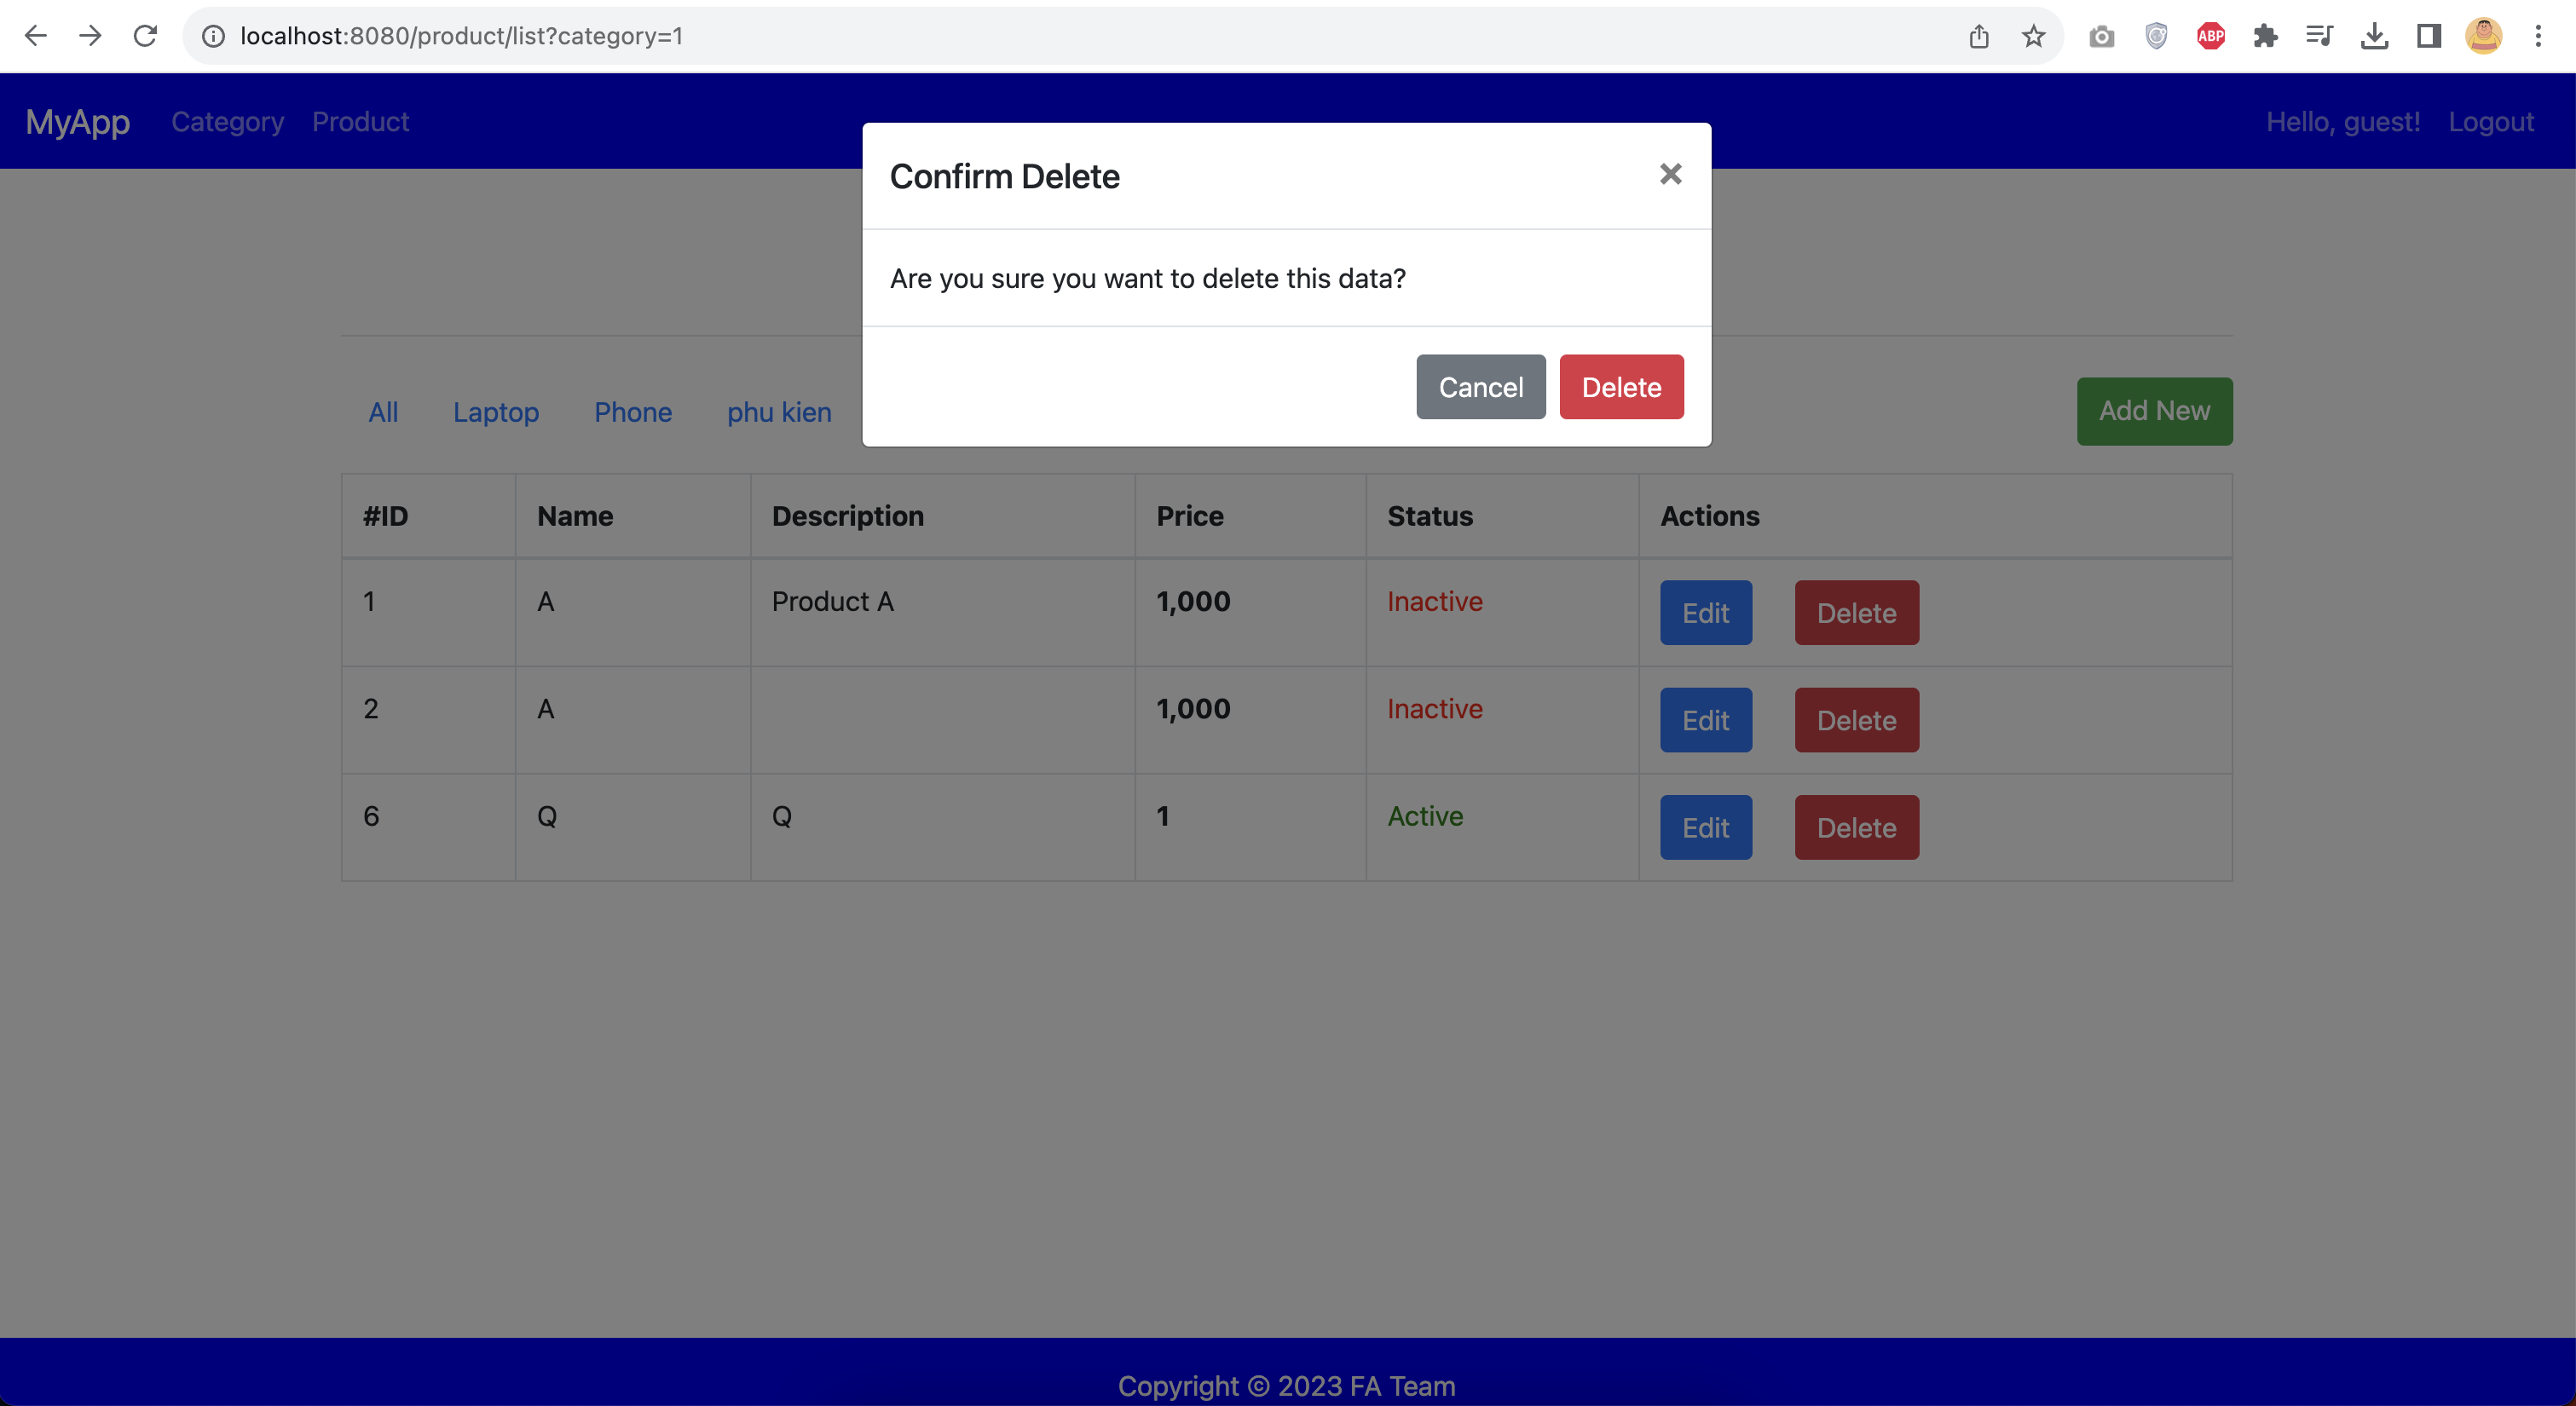 localhost:8080/product/list?category=1
ABP
MyApp Category Product Hello, guest! Logout
Confirm Delete ×
Are you sure you want to delete this data?
Cancel Delete
All Laptop Phone phu kien Add New
#ID Name Description Price Status Actions
1 A Product A 1,000 Inactive Edit Delete
2 A 1,000 Inactive Edit Delete
6 Q Q 1 Active Edit Delete
Copyright © 2023 FA Team